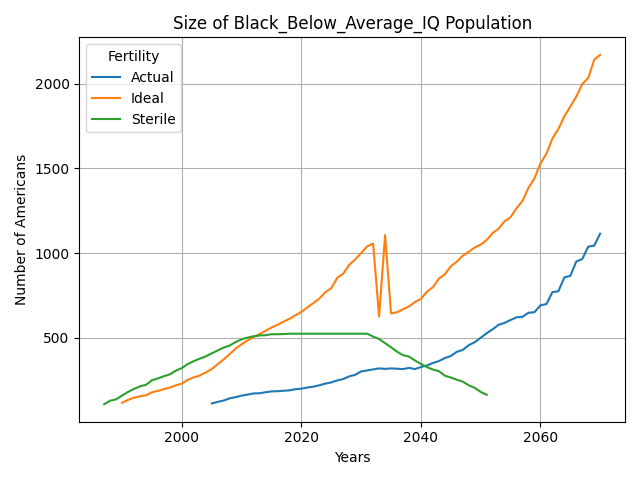 Size of Black_Below_Average_IQ Population
Fertility
Actual
Ideal
Sterile
Number of Americans
2000
1500
1000
500
2000
2020
2040
2060
Years